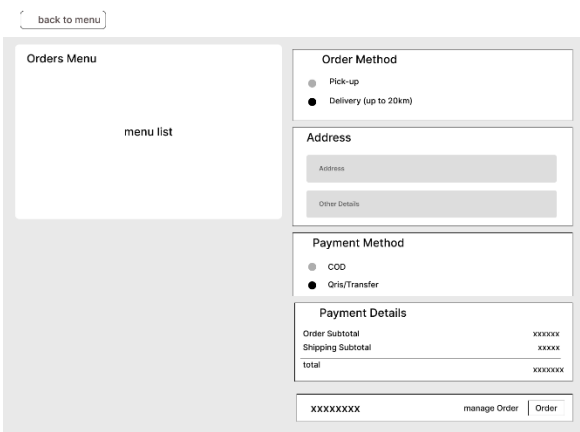 back to menu
Orders Menu
menu list
Order Method
Pick-up
Delivery (up to 20km)
Address
Address
Other Details
Payment Method
COD
Qris/Transfer
Payment Details
Order Subtotal xxxxxx
Shipping Subtotal xxxxx
total xxxxxxx
xxxxxxxx manage Order Order